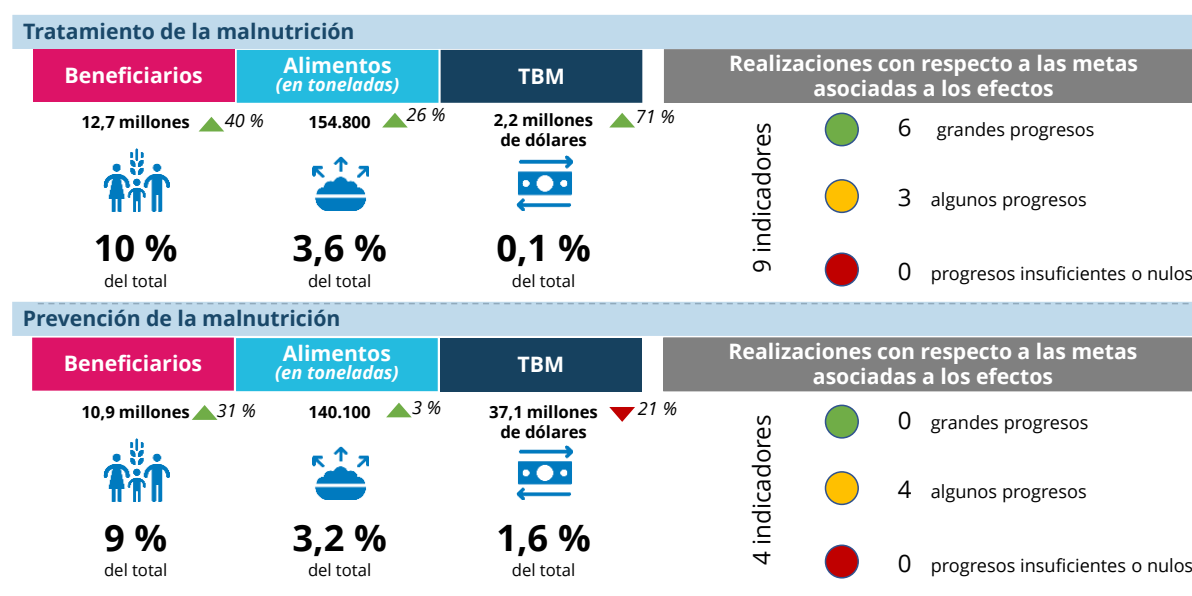 Tratamiento de la malnutrición
Beneficiarios
Alimentos
(en toneladas)
TBM
Realizaciones con respecto a las metas
asociadas a los efectos
12,7 millones
40 %
154.800
26 %
2,2 millones
de dólares
71 %
10 %
del total
3,6 %
del total
0,1 %
del total
9 indicadores
6 grandes progresos
3 algunos progresos
0 progresos insuficientes o nulos
Prevención de la malnutrición
Beneficiarios
Alimentos
(en toneladas)
TBM
Realizaciones con respecto a las metas
asociadas a los efectos
10,9 millones
31 %
140.100
3 %
37,1 millones
de dólares
21 %
9 %
del total
3,2 %
del total
1,6 %
del total
4 indicadores
0 grandes progresos
4 algunos progresos
0 progresos insuficientes o nulos